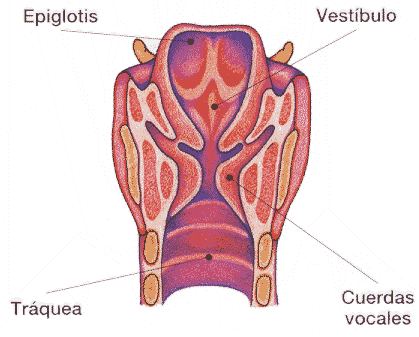 Epiglotis
Vestíbulo
Tráquea
Cuerdas
vocales